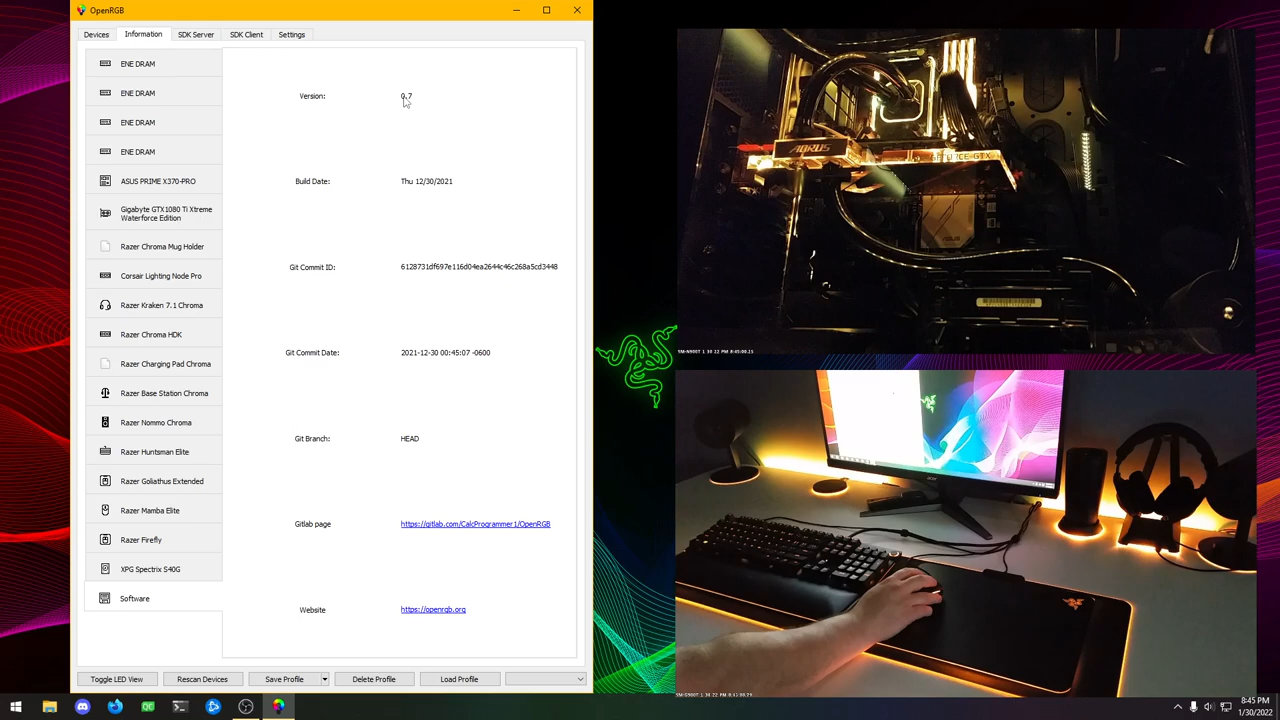 OpenRGB
Devices
Information
SDK Server
SDK Client
Settings
ENE DRAM
ENE DRAM
ENE DRAM
ENE DRAM
ASUS PRIME X370-PRO
Gigabyte GTX1080 Ti Xtreme
Waterforce Edition
Razer Chroma Mug Holder
Corsair Lighting Node Pro
Razer Kraken 7.1 Chroma
Razer Chroma HDK
Razer Charging Pad Chroma
Razer Base Station Chroma
Razer Nommo Chroma
Razer Huntsman Elite
Razer Goliathus Extended
Razer Mamba Elite
Razer Firefly
XPG Spectrix S40G
Software
Version: 0.7
Build Date: Thu 12/30/2021
Git Commit ID: 6128731df697e116d04ea2644c46c268a5cd3448
Git Commit Date: 2021-12-30 00:45:07 -0600
Git Branch: HEAD
Gitlab page https://gitlab.com/CalcProgrammer1/OpenRGB
Website https://openrgb.org
Toggle LED View
Rescan Devices
Save Profile
Delete Profile
Load Profile
AORUS
GEFORCE GTX
ASUS
8:45 PM
1/30/2022